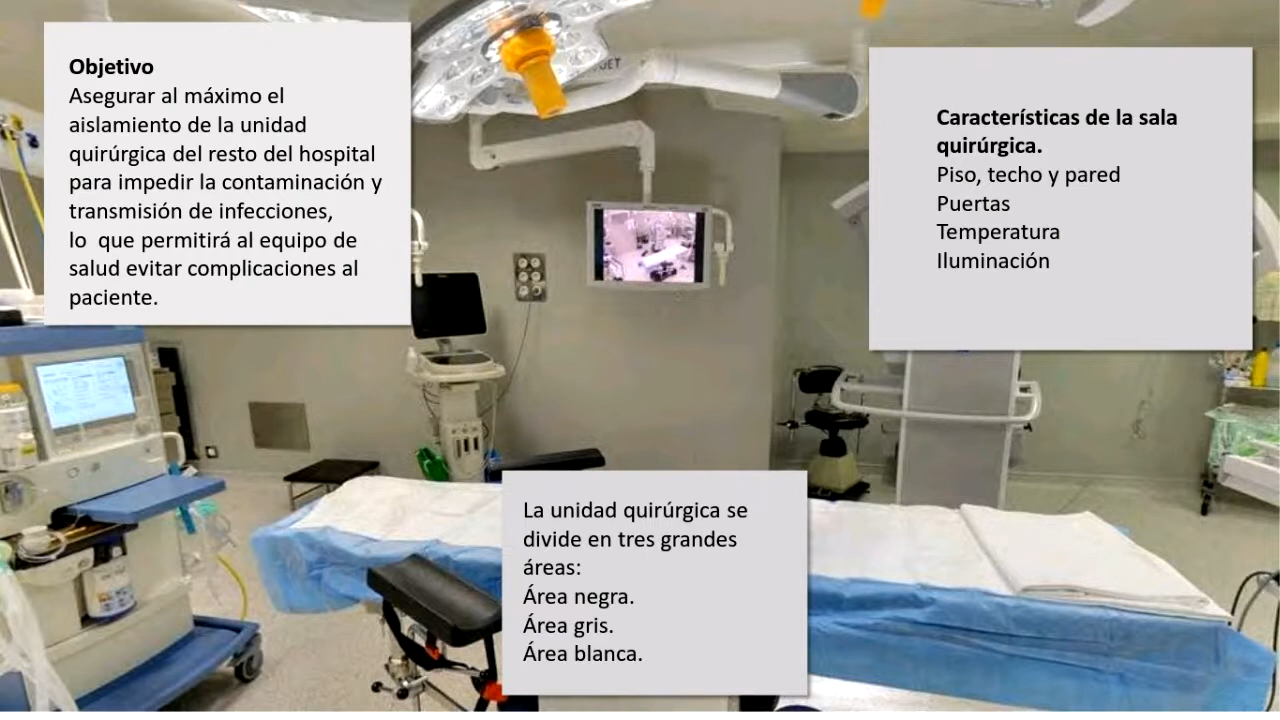 Objetivo
Asegurar al máximo el
aislamiento de la unidad
quirúrgica del resto del hospital
para impedir la contaminación y
transmisión de infecciones,
lo  que permitirá al equipo de
salud evitar complicaciones al
paciente.
Características de la sala
quirúrgica.
Piso, techo y pared
Puertas
Temperatura
Iluminación
La unidad quirúrgica se
divide en tres grandes
áreas:
Área negra.
Área gris.
Área blanca.